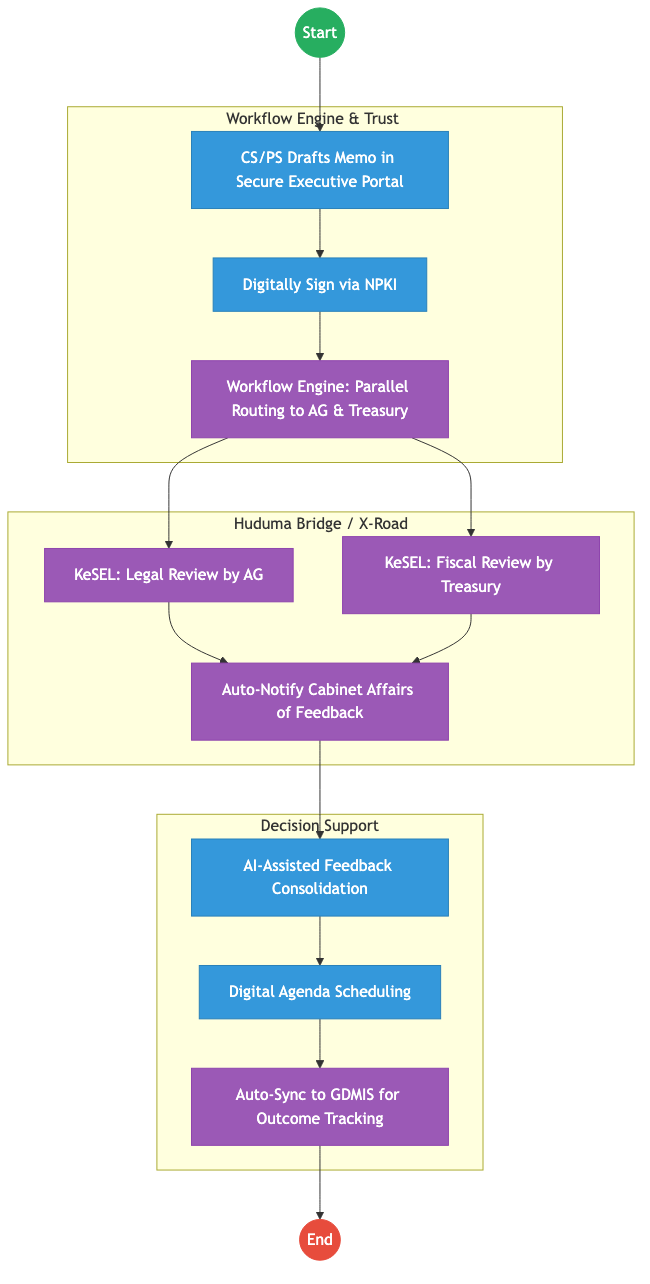 Start
Workflow Engine & Trust
CS/PS Drafts Memo in
Secure Executive Portal
Digitally Sign via NPKI
Workflow Engine: Parallel
Routing to AG & Treasury
Huduma Bridge / X-Road
KeSEL: Legal Review by AG
KeSEL: Fiscal Review by
Treasury
Auto-Notify Cabinet Affairs
of Feedback
Decision Support
AI-Assisted Feedback
Consolidation
Digital Agenda Scheduling
Auto-Sync to GDMIS for
Outcome Tracking
End